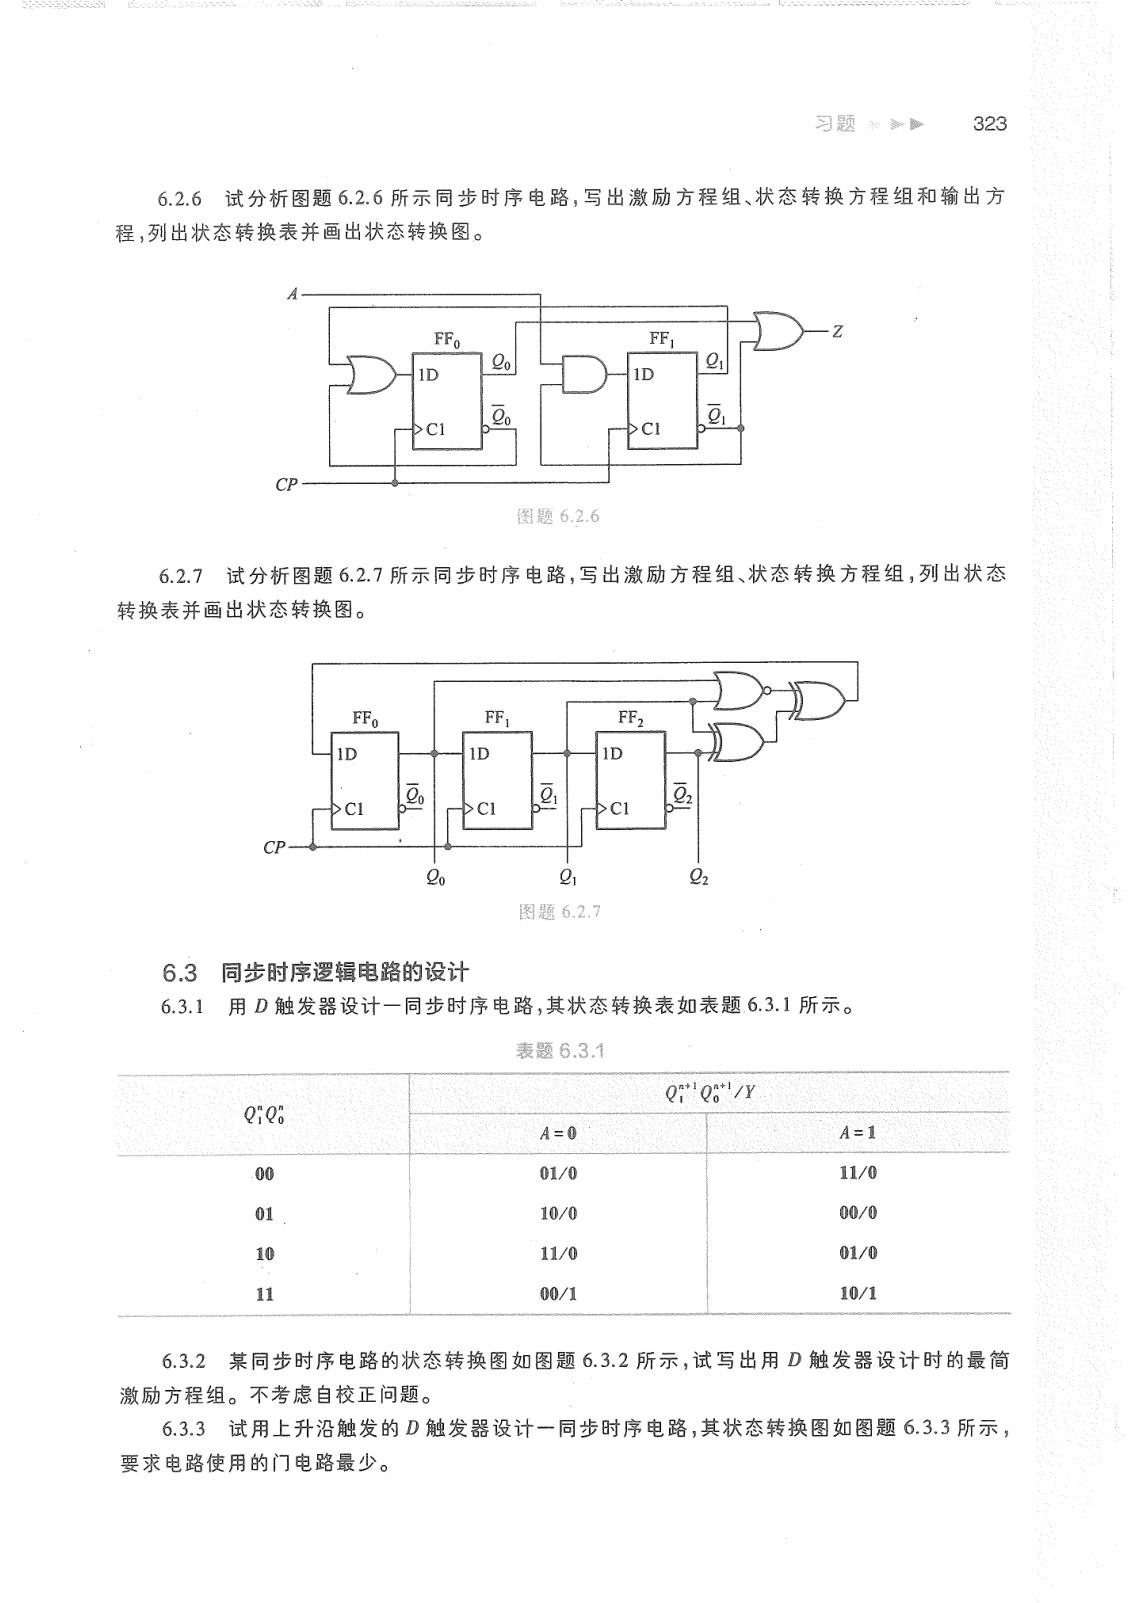 习题 ▶▶▶ 323
6.2.6 试分析图题 6.2.6 所示同步时序电路,写出激励方程组、状态转换方程组和输出方
程,列出状态转换表并画出状态转换图。
A
FF₀
FF₁
Z
1D
Q₀
1D
Q₁
C1
Q̅₀
C1
Q̅₁
CP
图题 6.2.6
6.2.7 试分析图题 6.2.7 所示同步时序电路,写出激励方程组、状态转换方程组,列出状态
转换表并画出状态转换图。
FF₀
FF₁
FF₂
1D
1D
1D
C1
Q̅₀
C1
Q̅₁
C1
Q̅₂
CP
Q₀
Q₁
Q₂
图题 6.2.7
6.3 同步时序逻辑电路的设计
6.3.1 用 D 触发器设计一同步时序电路,其状态转换表如表题 6.3.1 所示。
表题 6.3.1
Q₁ⁿQ₀ⁿ
Q₁ⁿ⁺¹Q₀ⁿ⁺¹/Y
A=0
A=1
00 01/0 11/0
01 10/0 00/0
10 11/0 01/0
11 00/1 10/1
6.3.2 某同步时序电路的状态转换图如图题 6.3.2 所示,试写出用 D 触发器设计时的最简
激励方程组。不考虑自校正问题。
6.3.3 试用上升沿触发的 D 触发器设计一同步时序电路,其状态转换图如图题 6.3.3 所示,
要求电路使用的门电路最少。